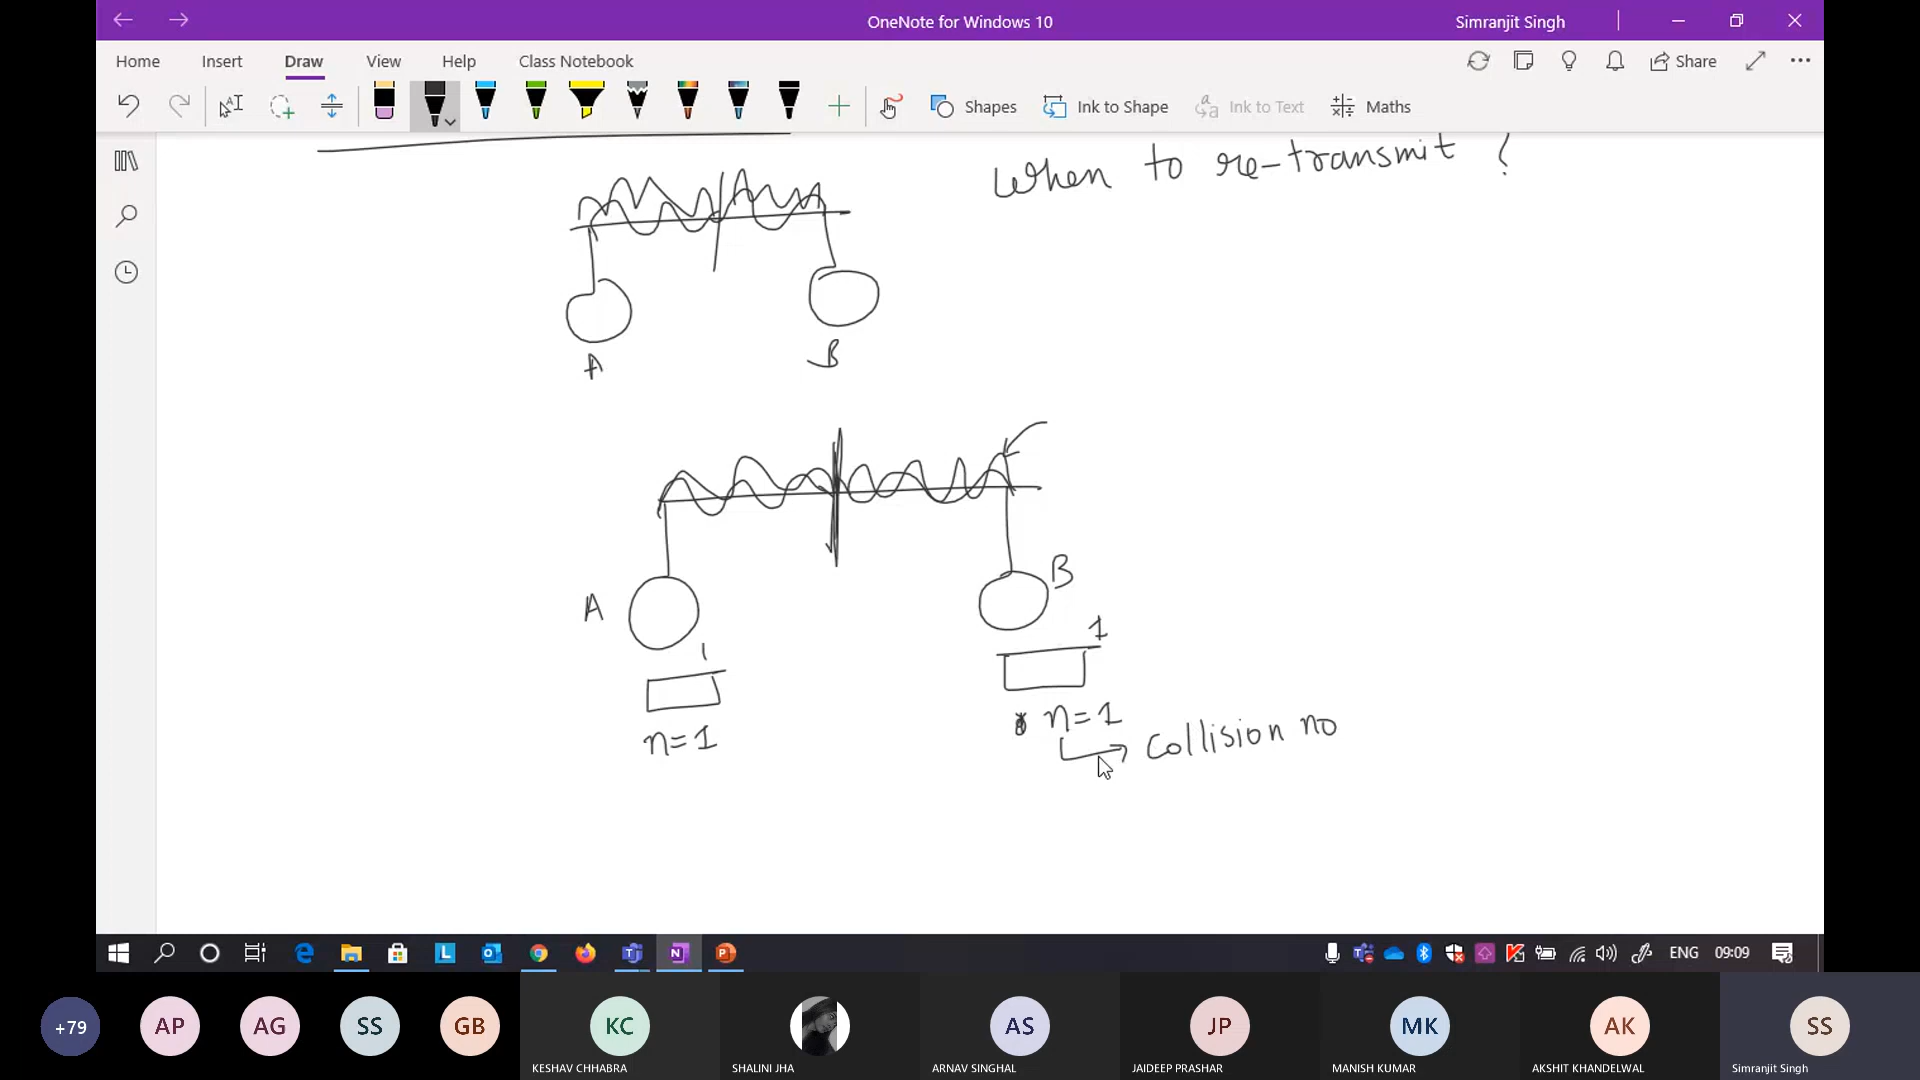 OneNote for Windows 10
Simranjit Singh
Home Insert Draw View Help Class Notebook
Share
Shapes Ink to Shape Ink to Text Maths
When to re-transmit ?
A
B
A
B
1
1
n=1
n=1
Collision no
ENG 09:09
+79 AP AG SS GB KC AS JP MK AK SS
KESHAV CHHABRA SHALINI JHA ARNAV SINGHAL JAIDEEP PRASHAR MANISH KUMAR AKSHIT KHANDELWAL Simranjit Singh